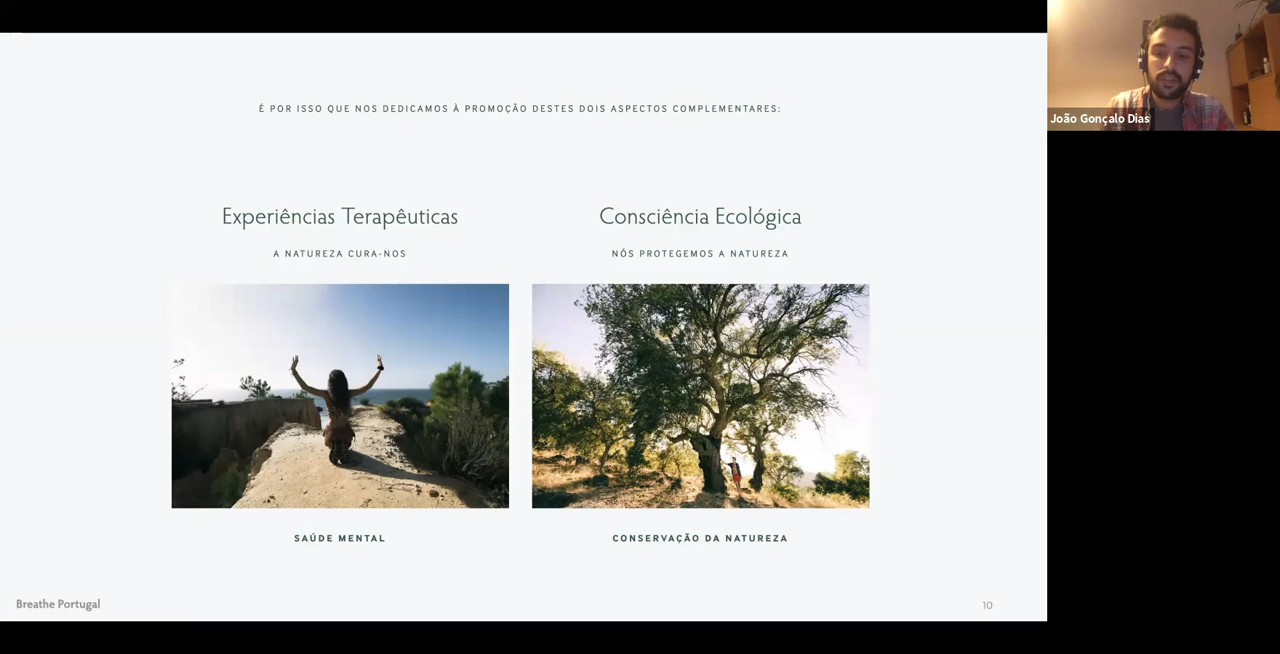 É POR ISSO QUE NOS DEDICAMOS À PROMOÇÃO DESTES DOIS ASPECTOS COMPLEMENTARES:
João Gonçalo Dias
Experiências Terapêuticas
A NATUREZA CURA-NOS
SAÚDE MENTAL
Consciência Ecológica
NÓS PROTEGEMOS A NATUREZA
CONSERVAÇÃO DA NATUREZA
Breathe Portugal
10